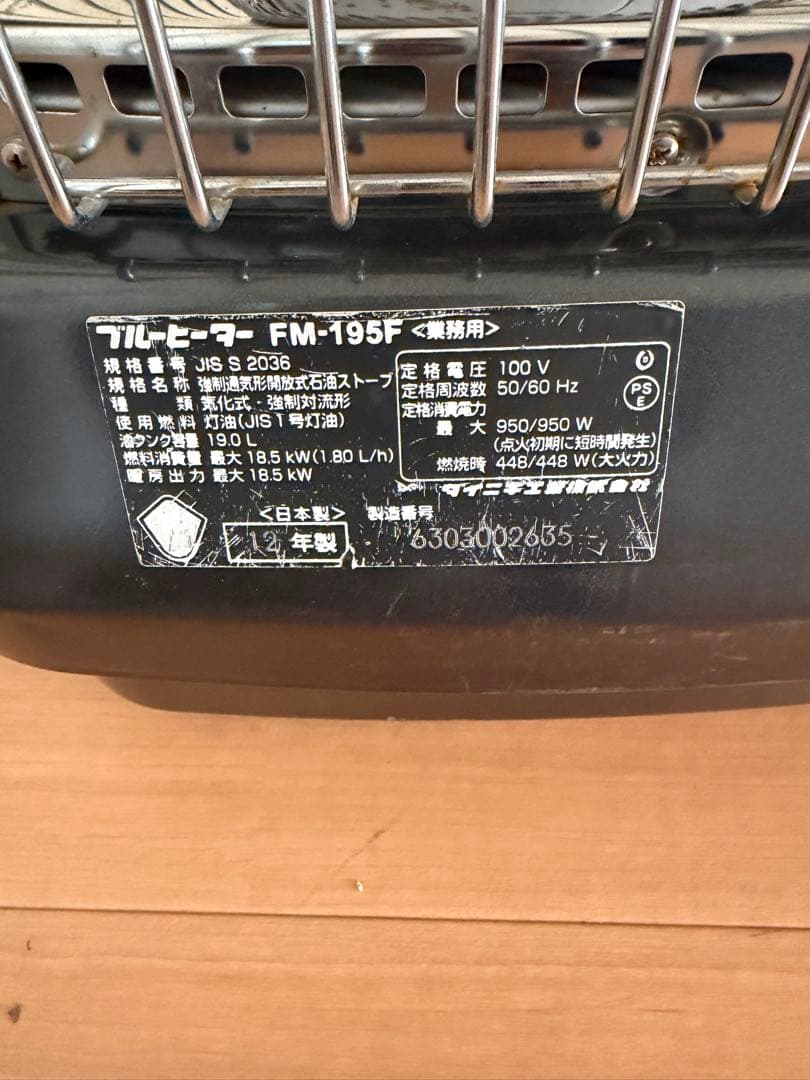 ブルーヒーター FM-195F <業務用>
規格番号 JIS S 2036
規格名称 強制通気形開放式石油ストーブ
種類 気化式・強制対流形
使用燃料 灯油(JIS1号灯油)
油タンク容量 19.0 L
燃料消費量 最大 18.5 kW(1.80 L/h)
暖房出力 最大 18.5 kW
定格電圧 100 V
定格周波数 50/60 Hz
定格消費電力
最大 950/950 W
(点火初期に短時間発生)
燃焼時 448/448 W(大火力)
PS
E
<日本製> 製造番号
12 年製 6303002635